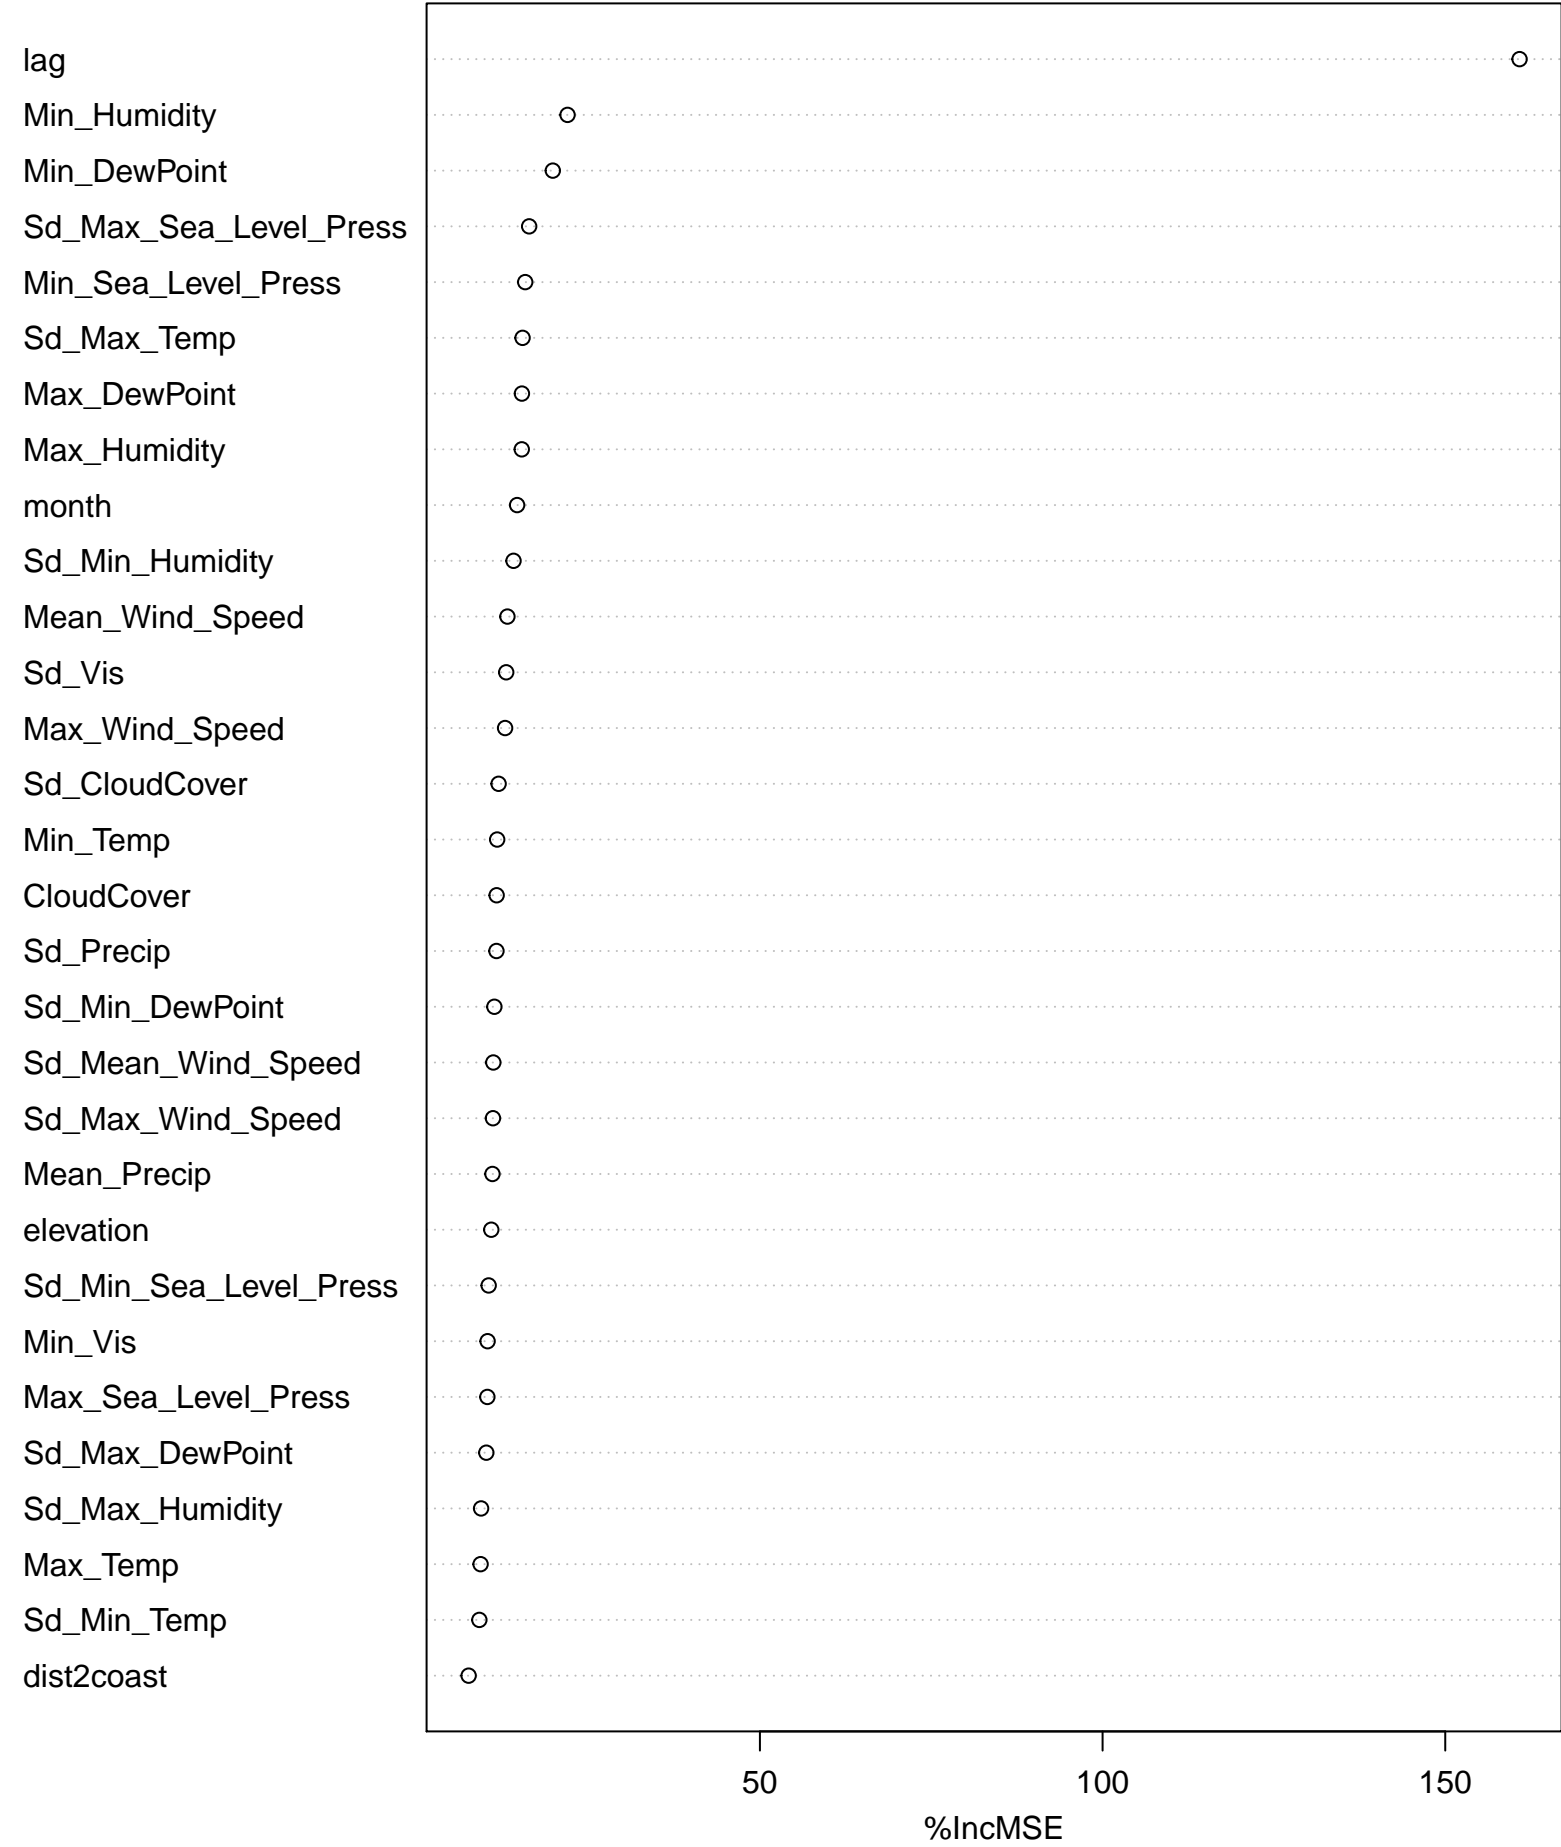 lag
Min_Humidity
Min_DewPoint
Sd_Max_Sea_Level_Press
Min_Sea_Level_Press
Sd_Max_Temp
Max_DewPoint
Max_Humidity
month
Sd_Min_Humidity
Mean_Wind_Speed
Sd_Vis
Max_Wind_Speed
Sd_CloudCover
Min_Temp
CloudCover
Sd_Precip
Sd_Min_DewPoint
Sd_Mean_Wind_Speed
Sd_Max_Wind_Speed
Mean_Precip
elevation
Sd_Min_Sea_Level_Press
Min_Vis
Max_Sea_Level_Press
Sd_Max_DewPoint
Sd_Max_Humidity
Max_Temp
Sd_Min_Temp
dist2coast
50 100 150
%IncMSE